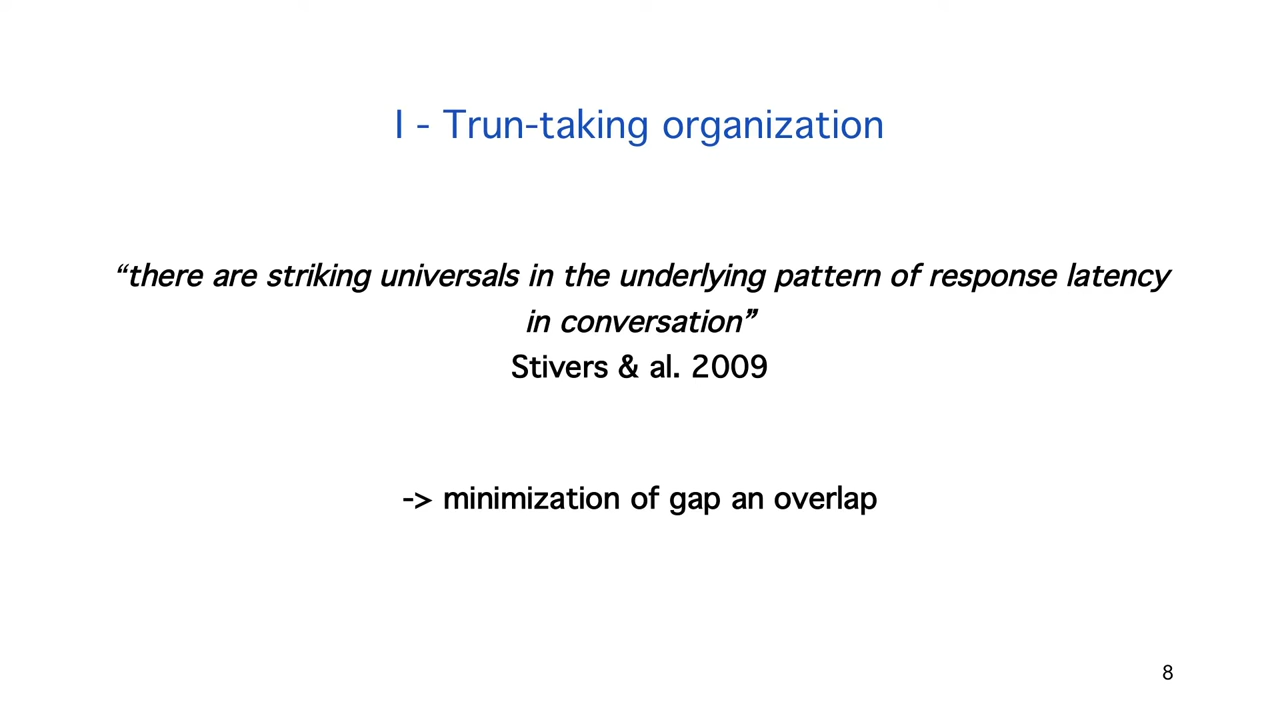 I - Trun-taking organization
“there are striking universals in the underlying pattern of response latency
in conversation”
Stivers & al. 2009
-> minimization of gap an overlap
8